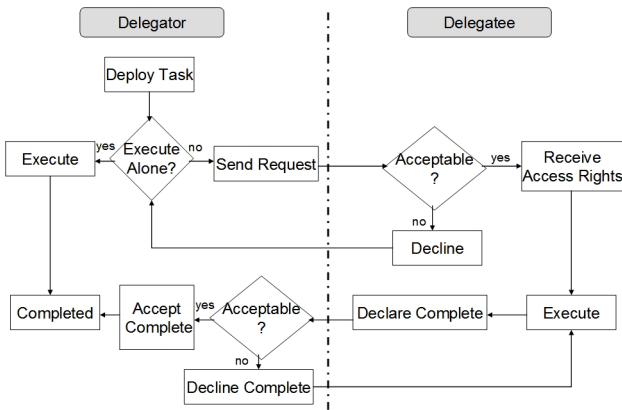 Delegator
Delegatee
Deploy Task
Execute
yes
Execute
Alone?
no
Send Request
Acceptable
?
yes
Receive
Access Rights
no
Decline
Completed
Accept
Complete
yes
Acceptable
?
Declare Complete
Execute
no
Decline Complete